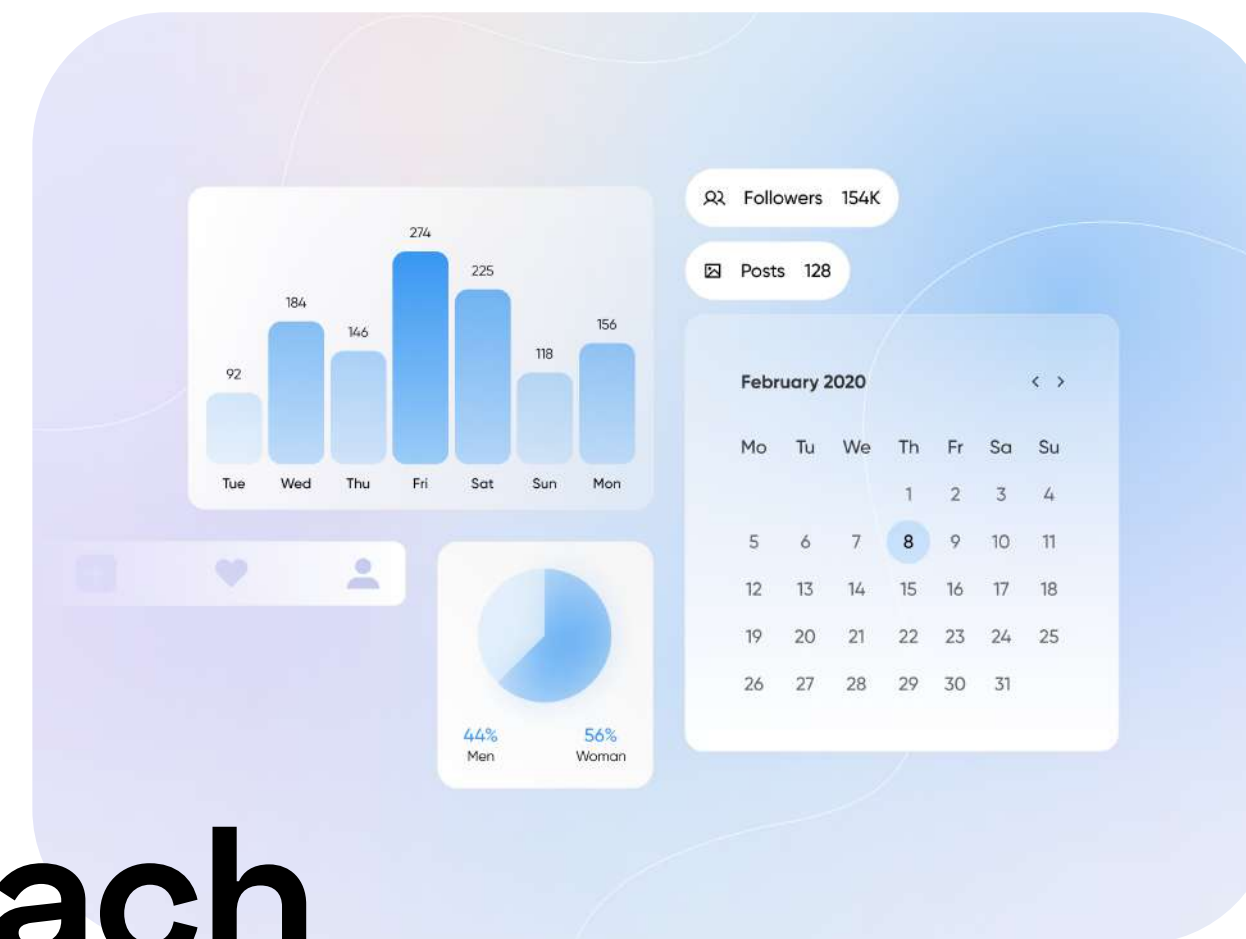 274
225
184
146
156
118
92
Tue Wed Thu Fri Sat Sun Mon
Followers 154K
Posts 128
February 2020 < >
Mo Tu We Th Fr Sa Su
1 2 3 4
5 6 7 8 9 10 11
12 13 14 15 16 17 18
19 20 21 22 23 24 25
26 27 28 29 30 31
44% 56%
Men Woman
ach